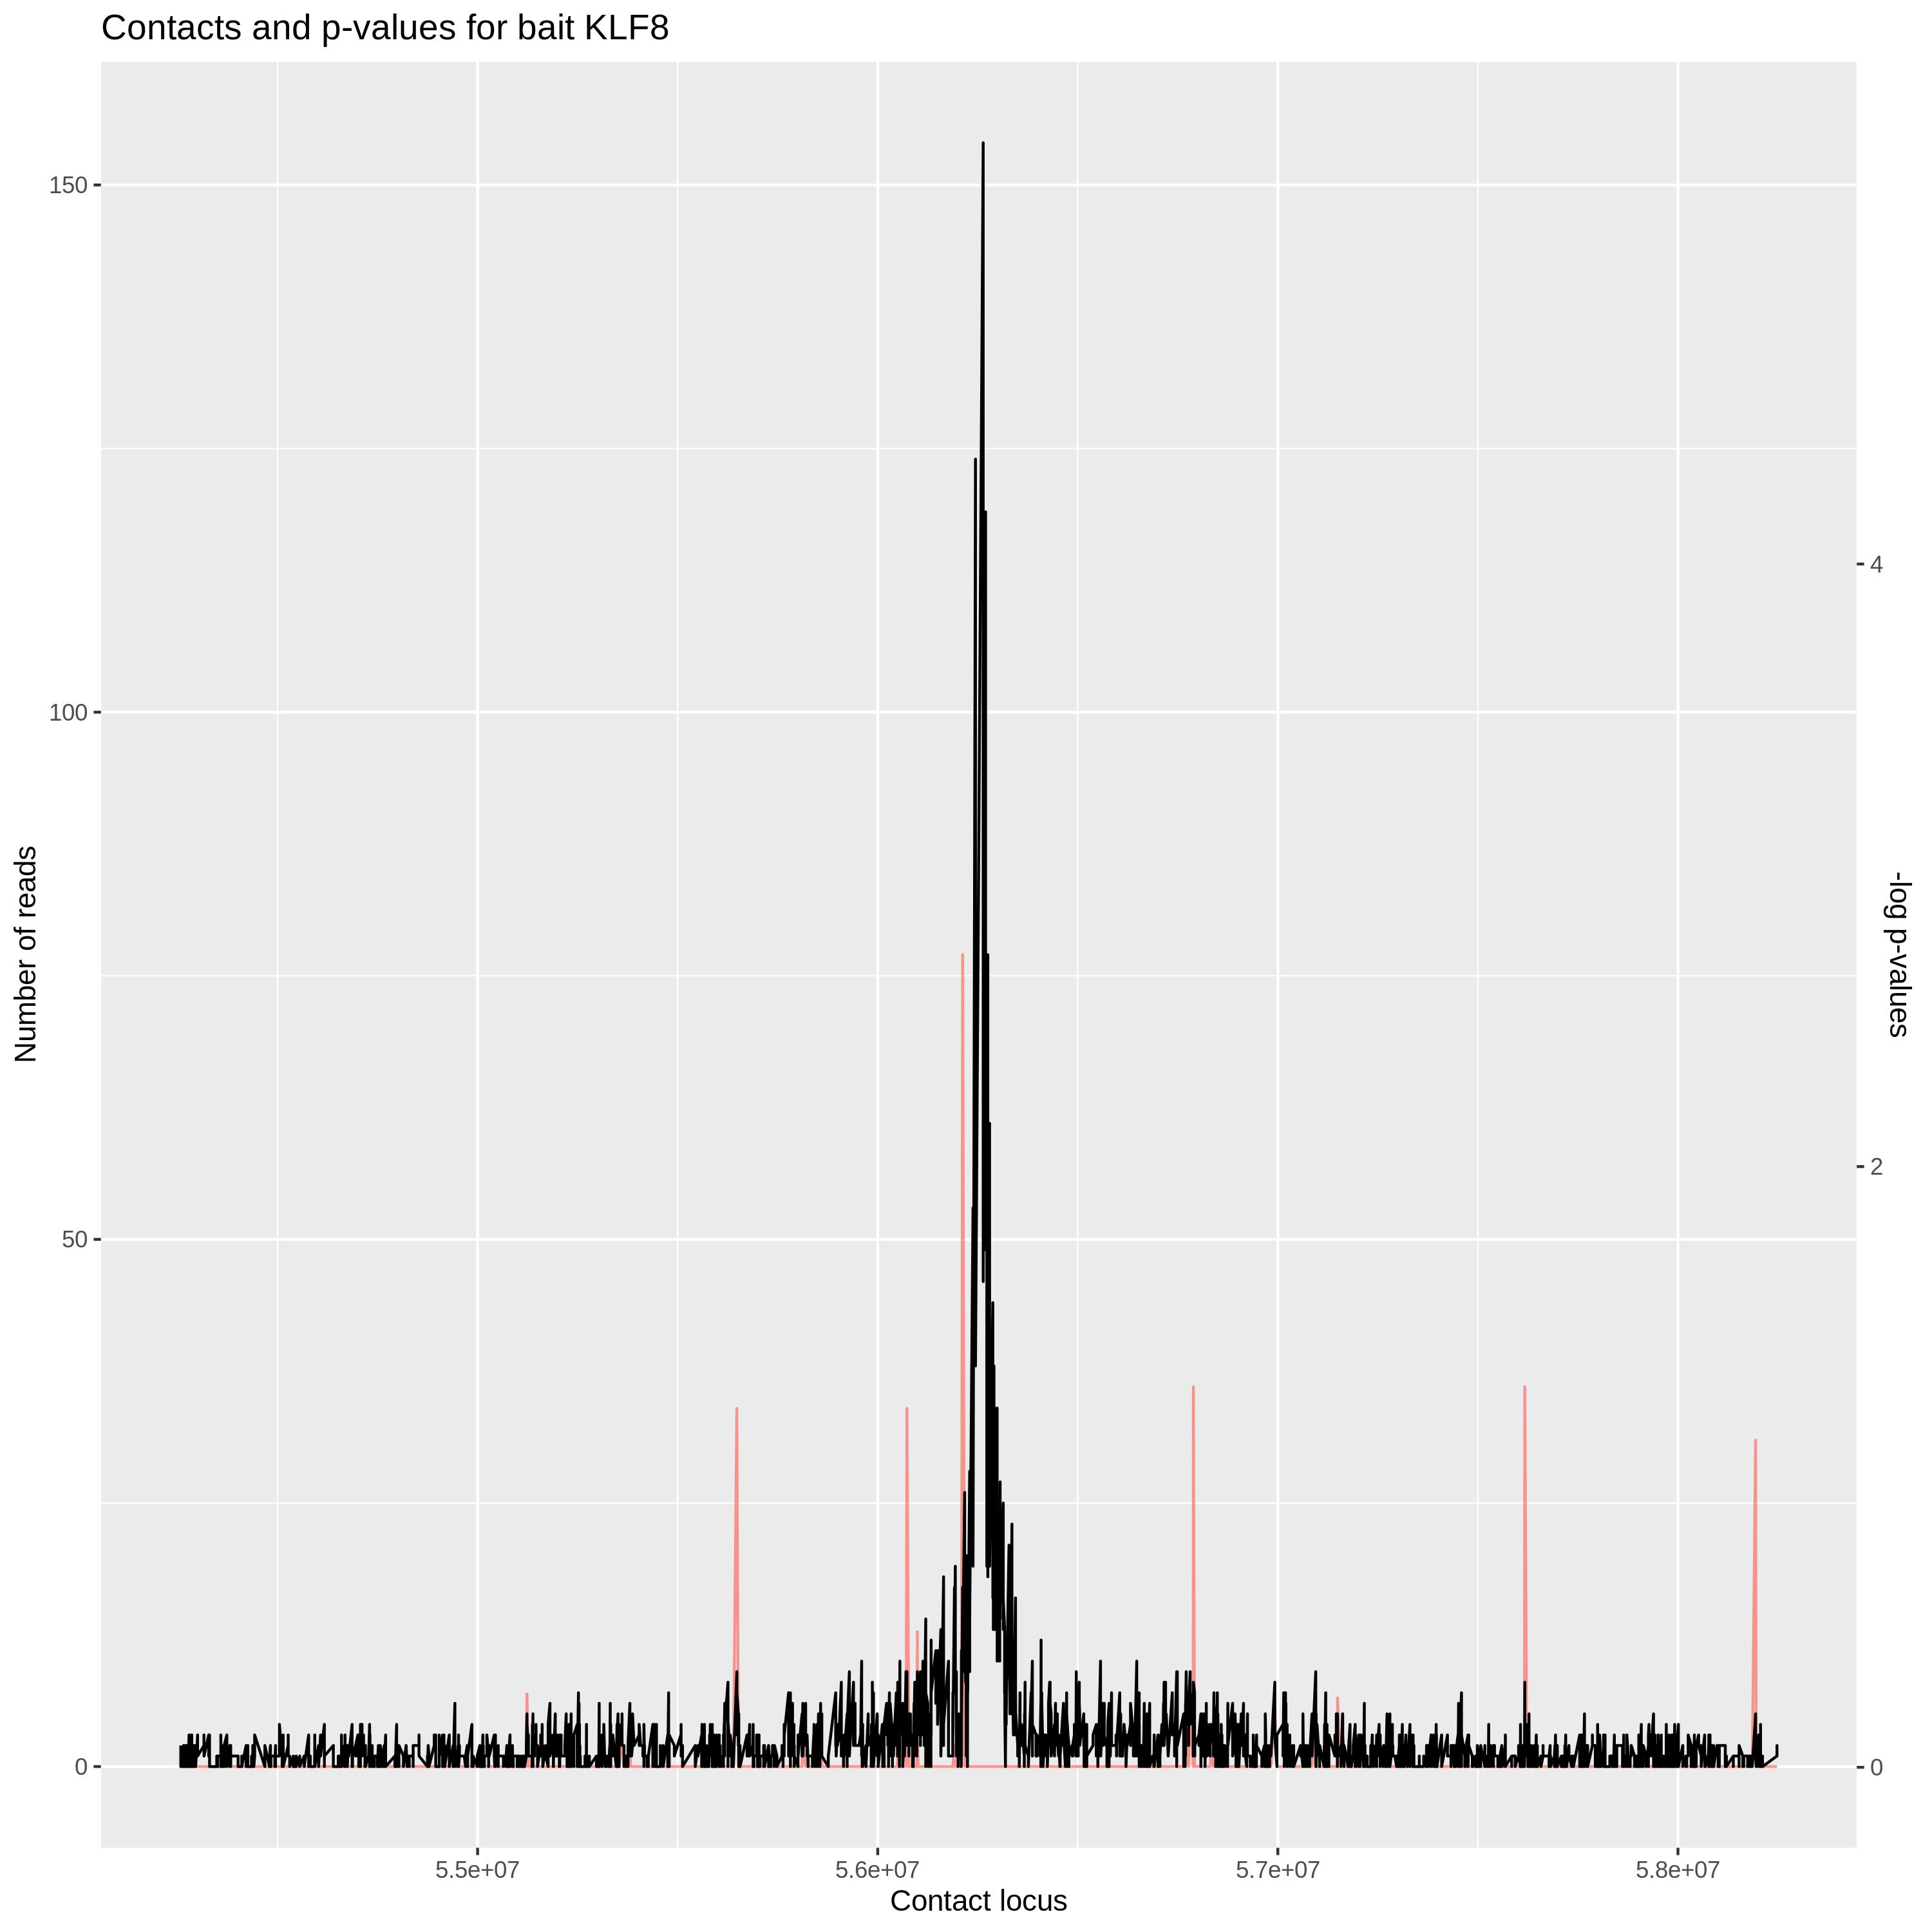 Contacts and p-values for bait KLF8
150
100
50
0
Number of reads
4
2
0
-log p-values
5.5e+07
5.6e+07
5.7e+07
5.8e+07
Contact locus